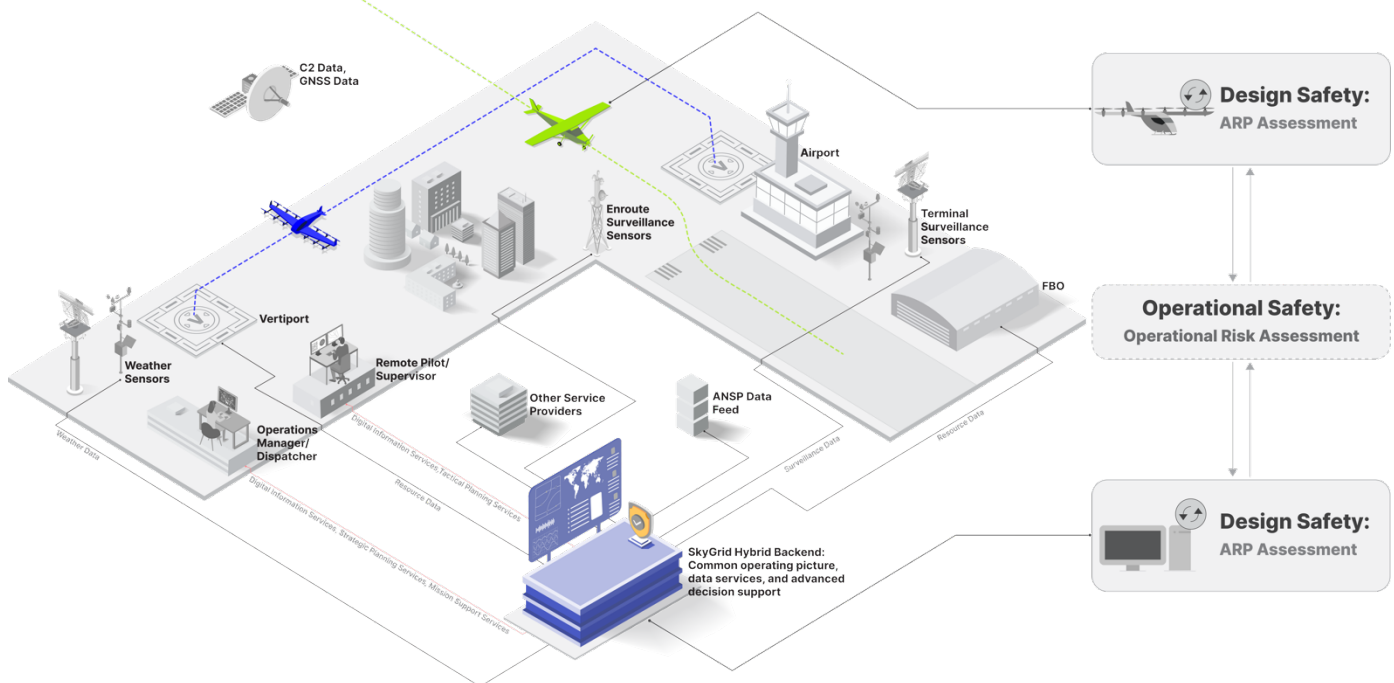 C2 Data,
GNSS Data
Design Safety:
ARP Assessment
Airport
Enroute
Surveillance
Sensors
Terminal
Surveillance
Sensors
FBO
Operational Safety:
Operational Risk Assessment
Vertiport
Weather
Sensors
Remote Pilot/
Supervisor
Other Service
Providers
ANSP Data
Feed
Operations
Manager/
Dispatcher
Weather Data
Digital Information Services,Tactical Planning Services
Resource Data
Surveillance Data
Resource Data
Digital Information Services, Strategic Planning Services, Mission Support Services
SkyGrid Hybrid Backend:
Common operating picture,
data services, and advanced
decision support
Design Safety:
ARP Assessment